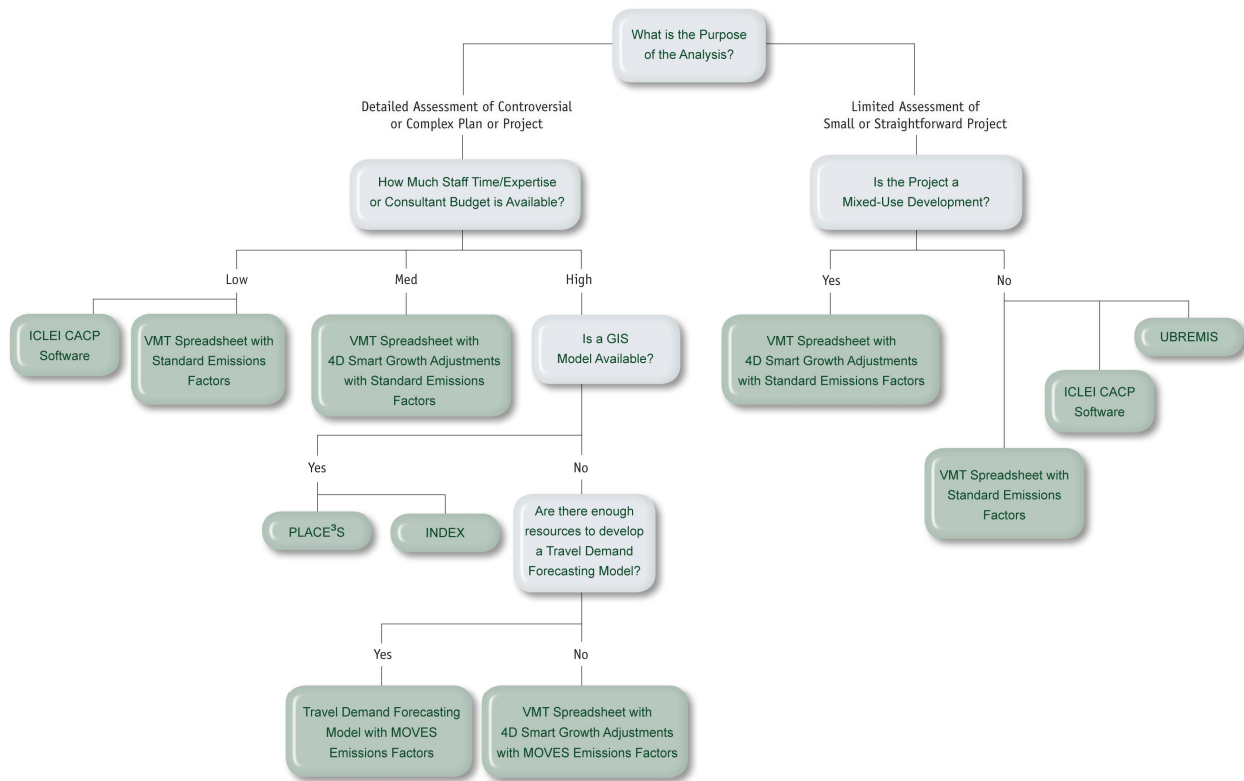 What is the Purpose
of the Analysis?
Detailed Assessment of Controversial
or Complex Plan or Project
Limited Assessment of
Small or Straightforward Project
How Much Staff Time/Expertise
or Consultant Budget is Available?
Is the Project a
Mixed-Use Development?
Low
Med
High
Yes
No
ICLEI CACP
Software
VMT Spreadsheet with
Standard Emissions
Factors
VMT Spreadsheet with
4D Smart Growth Adjustments
with Standard Emissions
Factors
Is a GIS
Model Available?
VMT Spreadsheet with
4D Smart Growth Adjustments
with Standard Emissions Factors
UBREMIS
ICLEI CACP
Software
VMT Spreadsheet with
Standard Emissions
Factors
Yes
No
PLACE³S
INDEX
Are there enough
resources to develop
a Travel Demand
Forecasting Model?
Yes
No
Travel Demand Forecasting
Model with MOVES
Emissions Factors
VMT Spreadsheet with
4D Smart Growth Adjustments
with MOVES Emissions Factors